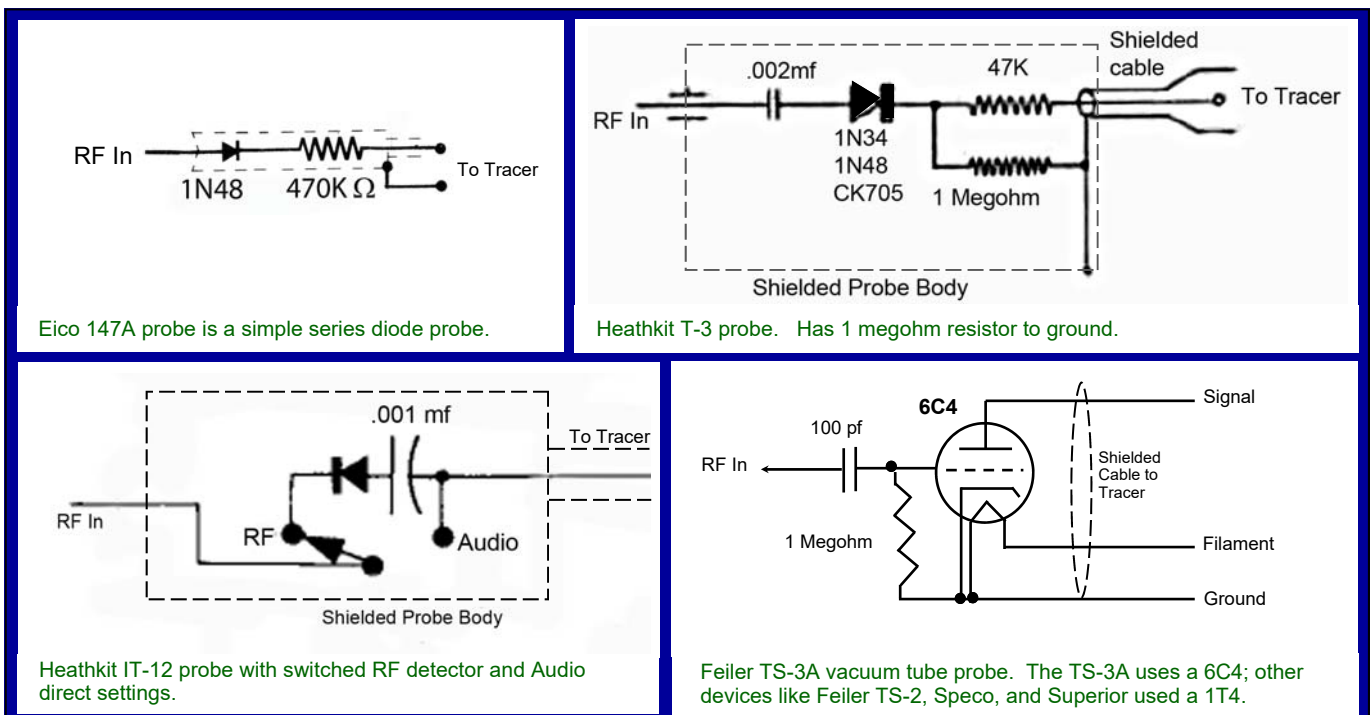 RF In
1N48
470K Ω
To Tracer
Eico 147A probe is a simple series diode probe.
Shielded
cable
.002mf
47K
RF In
To Tracer
1N34
1N48
CK705
1 Megohm
Shielded Probe Body
Heathkit T-3 probe. Has 1 megohm resistor to ground.
.001 mf
To Tracer
RF In
RF
Audio
Shielded Probe Body
Heathkit IT-12 probe with switched RF detector and Audio
direct settings.
6C4
Signal
100 pf
RF In
Shielded
Cable to
Tracer
1 Megohm
Filament
Ground
Feiler TS-3A vacuum tube probe. The TS-3A uses a 6C4; other
devices like Feiler TS-2, Speco, and Superior used a 1T4.